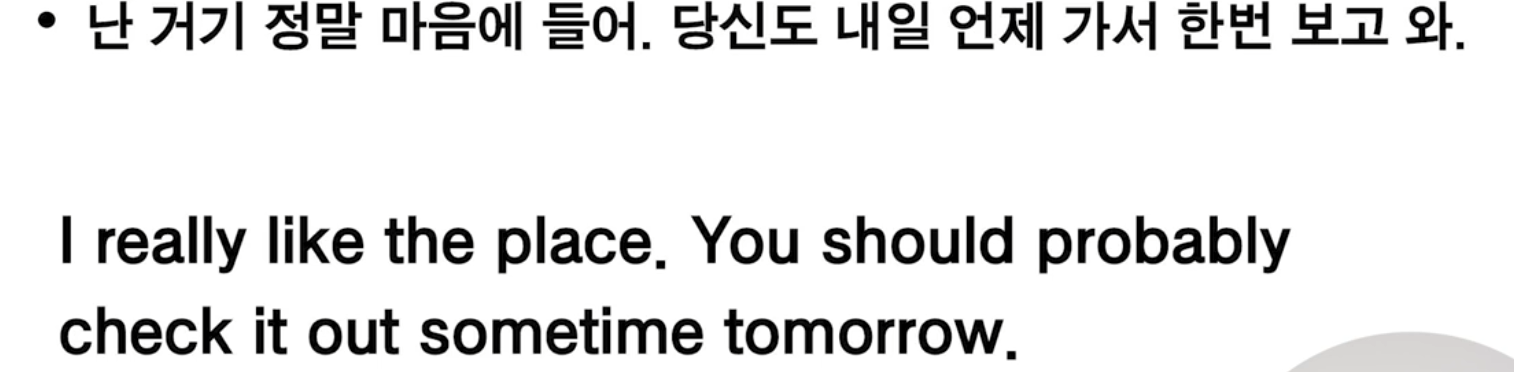 • 난 거기 정말 마음에 들어. 당신도 내일 언제 가서 한번 보고 와.
I really like the place. You should probably
check it out sometime tomorrow.